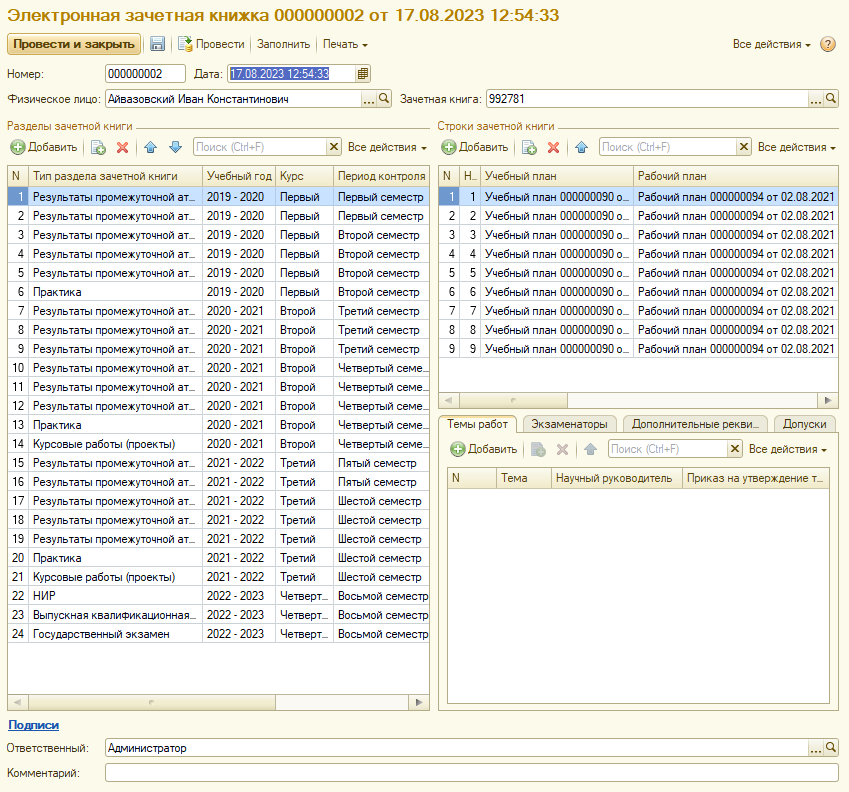 Электронная зачетная книжка 000000002 от 17.08.2023 12:54:33
Провести и закрыть Провести Заполнить Печать Все действия ?
Номер: 000000002 Дата: 17.08.2023 12:54:33
Физическое лицо: Айвазовский Иван Константинович ... Зачетная книга: 992781 ...
Разделы зачетной книги
Добавить Поиск (Ctrl+F) Все действия
N Тип раздела зачетной книги Учебный год Курс Период контроля
1 Результаты промежуточной ат... 2019 - 2020 Первый Первый семестр
2 Результаты промежуточной ат... 2019 - 2020 Первый Первый семестр
3 Результаты промежуточной ат... 2019 - 2020 Первый Второй семестр
4 Результаты промежуточной ат... 2019 - 2020 Первый Второй семестр
5 Результаты промежуточной ат... 2019 - 2020 Первый Второй семестр
6 Практика 2019 - 2020 Первый Второй семестр
7 Результаты промежуточной ат... 2020 - 2021 Второй Третий семестр
8 Результаты промежуточной ат... 2020 - 2021 Второй Третий семестр
9 Результаты промежуточной ат... 2020 - 2021 Второй Третий семестр
10 Результаты промежуточной ат... 2020 - 2021 Второй Четвертый семе...
11 Результаты промежуточной ат... 2020 - 2021 Второй Четвертый семе...
12 Результаты промежуточной ат... 2020 - 2021 Второй Четвертый семе...
13 Практика 2020 - 2021 Второй Четвертый семе...
14 Курсовые работы (проекты) 2020 - 2021 Второй Четвертый семе...
15 Результаты промежуточной ат... 2021 - 2022 Третий Пятый семестр
16 Результаты промежуточной ат... 2021 - 2022 Третий Пятый семестр
17 Результаты промежуточной ат... 2021 - 2022 Третий Шестой семестр
18 Результаты промежуточной ат... 2021 - 2022 Третий Шестой семестр
19 Результаты промежуточной ат... 2021 - 2022 Третий Шестой семестр
20 Практика 2021 - 2022 Третий Шестой семестр
21 Курсовые работы (проекты) 2021 - 2022 Третий Шестой семестр
22 НИР 2022 - 2023 Четверт... Восьмой семестр
23 Выпускная квалификационная... 2022 - 2023 Четверт... Восьмой семестр
24 Государственный экзамен 2022 - 2023 Четверт... Восьмой семестр
Строки зачетной книги
Добавить Поиск (Ctrl+F) Все действия
N Н... Учебный план Рабочий план
1 1 Учебный план 000000090 о... Рабочий план 000000094 от 02.08.2021
2 2 Учебный план 000000090 о... Рабочий план 000000094 от 02.08.2021
3 3 Учебный план 000000090 о... Рабочий план 000000094 от 02.08.2021
4 4 Учебный план 000000090 о... Рабочий план 000000094 от 02.08.2021
5 5 Учебный план 000000090 о... Рабочий план 000000094 от 02.08.2021
6 6 Учебный план 000000090 о... Рабочий план 000000094 от 02.08.2021
7 7 Учебный план 000000090 о... Рабочий план 000000094 от 02.08.2021
8 8 Учебный план 000000090 о... Рабочий план 000000094 от 02.08.2021
9 9 Учебный план 000000090 о... Рабочий план 000000094 от 02.08.2021
Темы работ Экзаменаторы Дополнительные рекви... Допуски
Добавить Поиск (Ctrl+F) Все действия
N Тема Научный руководитель Приказ на утверждение т...
Подписи
Ответственный: Администратор ...
Комментарий: